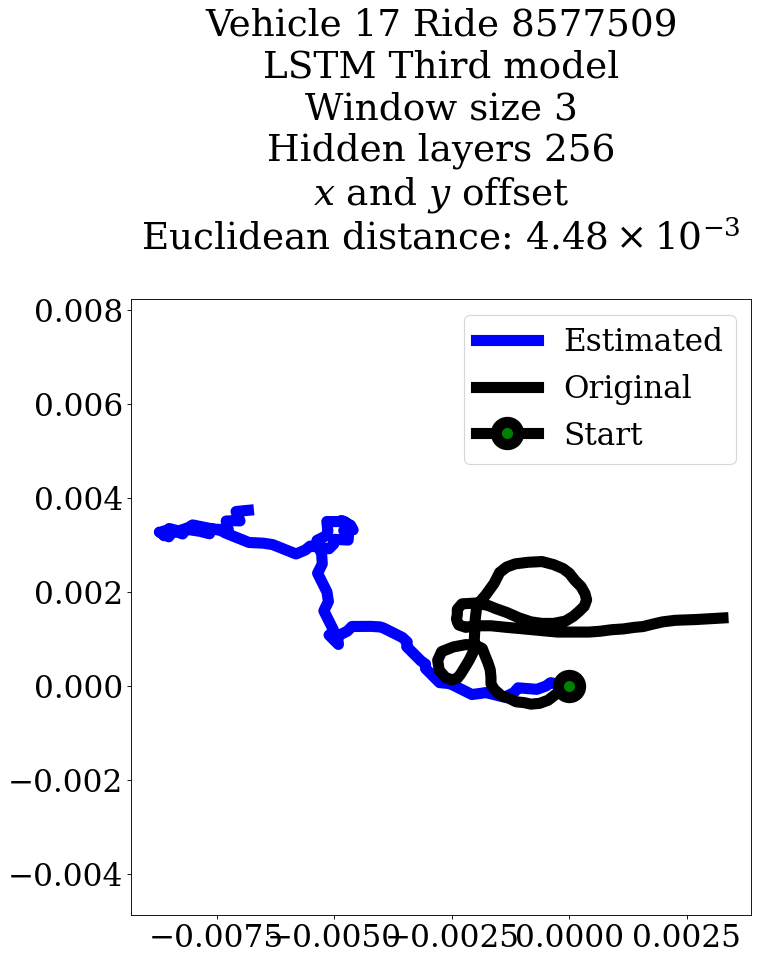 Vehicle 17 Ride 8577509
LSTM Third model
Window size 3
Hidden layers 256
x and y offset
Euclidean distance: 4.48 × 10⁻³
Estimated
Original
Start
0.008
0.006
0.004
0.002
0.000
−0.002
−0.004
−0.0075 −0.0050 −0.0025 0.0000 0.0025